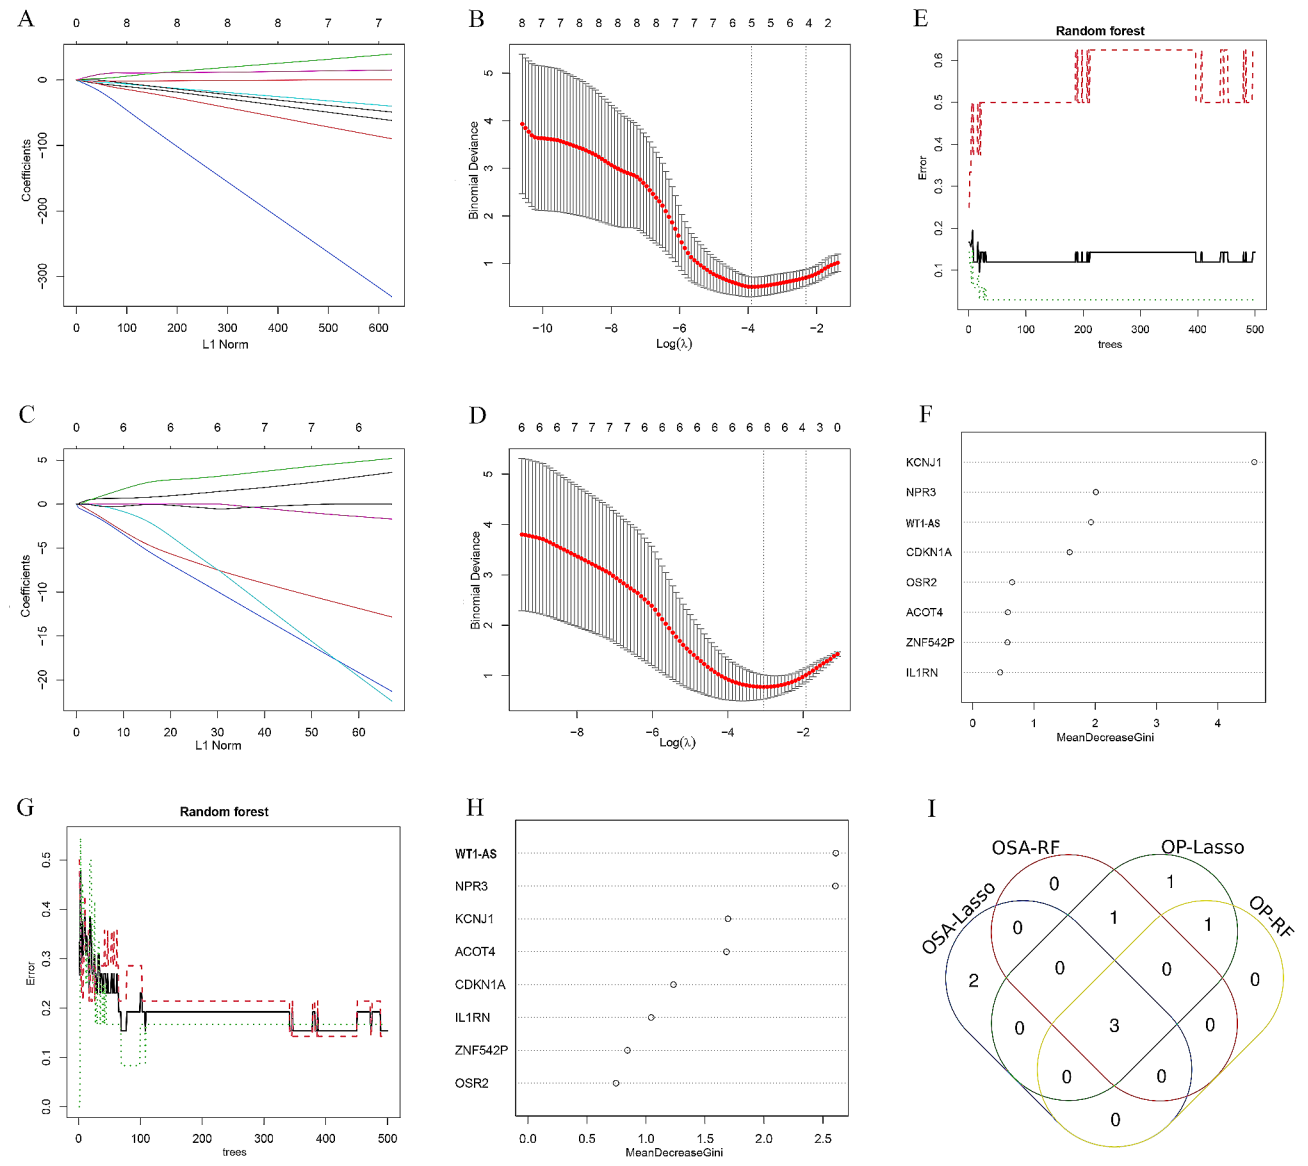 A
0 8 8 8 8 7 7
Coefficients
0
−100
−200
−300
0 100 200 300 400 500 600
L1 Norm
B
8 7 7 8 8 8 7 7 6 6 6 5 5 5 4 2
Binomial Deviance
5
4
3
2
1
−10 −8 −6 −4 −2
Log(λ)
E
Random forest
Error
0.6
0.5
0.4
0.3
0.2
0.1
0 100 200 300 400 500
trees
C
0 6 6 6 7 7 6
Coefficients
5
0
−5
−10
−15
−20
0 10 20 30 40 50 60
L1 Norm
D
6 6 6 7 7 7 7 6 6 6 6 6 6 6 4 3 0
Binomial Deviance
5
4
3
2
1
−8 −6 −4 −2
Log(λ)
F
KCNJ1
NPR3
WT1-AS
CDKN1A
OSR2
ACOT4
ZNF542P
IL1RN
0 1 2 3 4
MeanDecreaseGini
G
Random forest
Error
0.5
0.4
0.3
0.2
0.1
0.0
0 100 200 300 400 500
trees
H
WT1-AS
NPR3
KCNJ1
ACOT4
CDKN1A
IL1RN
ZNF542P
OSR2
0.0 0.5 1.0 1.5 2.0 2.5
MeanDecreaseGini
I
OSA-RF OP-Lasso
OSA-Lasso OP-RF
0 1
0 1 1
2 0 0 0
0 3 0
0 0
0